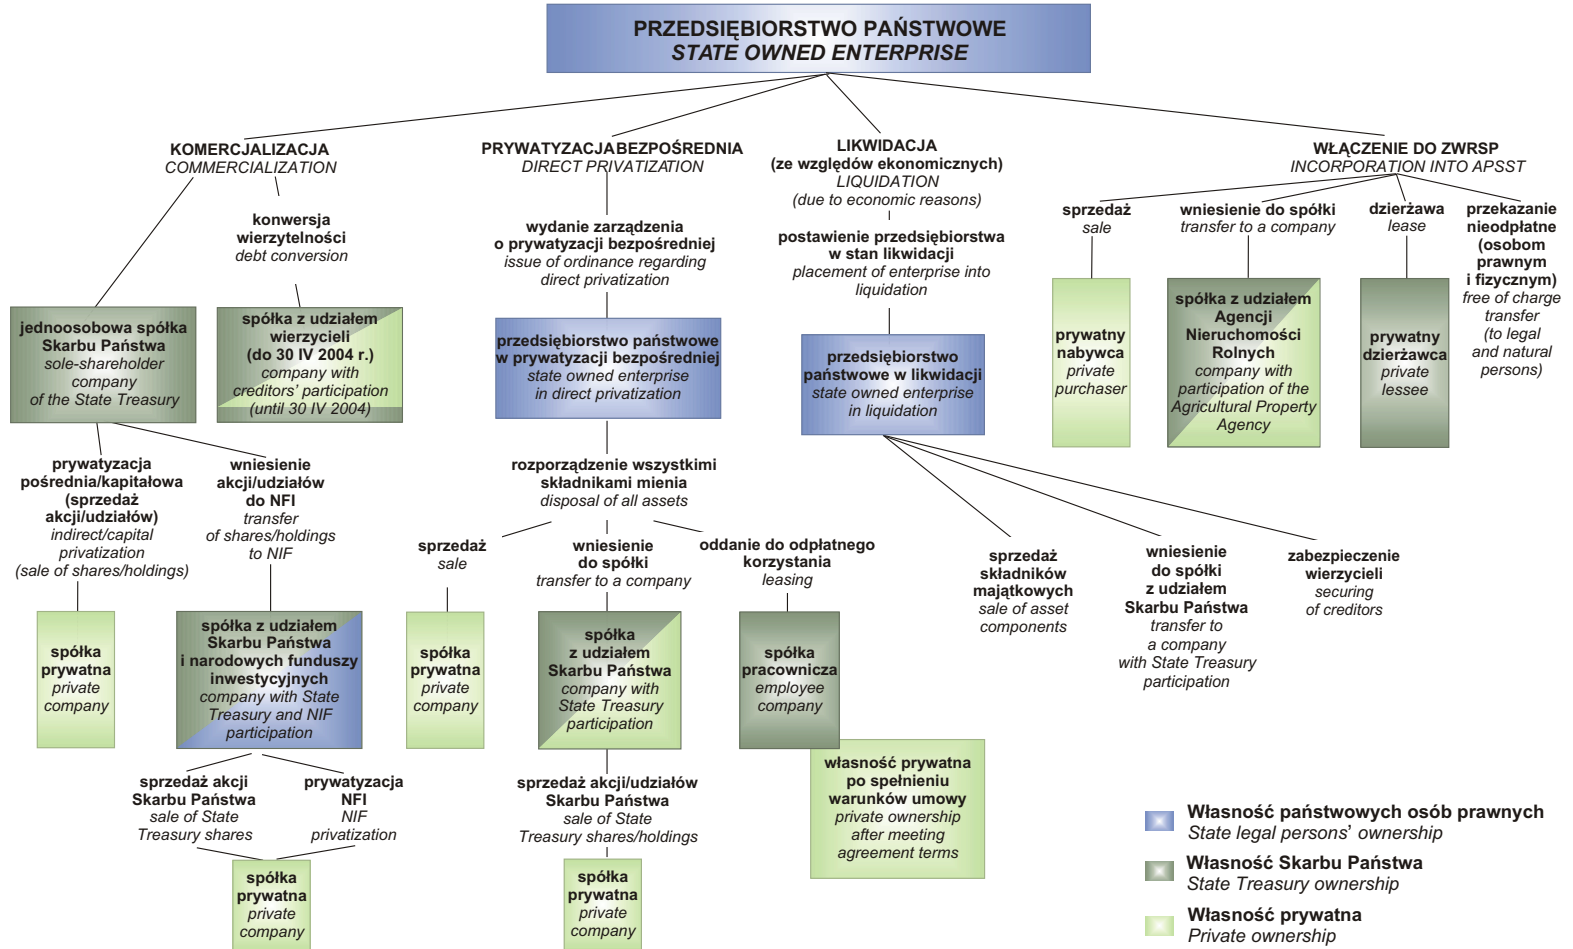 PRZEDSIĘBIORSTWO PAŃSTWOWE
STATE OWNED ENTERPRISE
KOMERCJALIZACJA
COMMERCIALIZATION
PRYWATYZACJA BEZPOŚREDNIA
DIRECT PRIVATIZATION
LIKWIDACJA
(ze względów ekonomicznych)
LIQUIDATION
(due to economic reasons)
WŁĄCZENIE DO ZWRSP
INCORPORATION INTO APSST
konwersja
wierzytelności
debt conversion
wydanie zarządzenia
o prywatyzacji bezpośredniej
issue of ordinance regarding
direct privatization
postawienie przedsiębiorstwa
w stan likwidacji
placement of enterprise into
liquidation
sprzedaż
sale
wniesienie do spółki
transfer to a company
dzierżawa
lease
przekazanie
nieodpłatne
(osobom
prawnym
i fizycznym)
free of charge
transfer
(to legal
and natural
persons)
jednoosobowa spółka
Skarbu Państwa
sole-shareholder
company
of the State Treasury
spółka z udziałem
wierzycieli
(do 30 IV 2004 r.)
company with
creditors' participation
(until 30 IV 2004)
przedsiębiorstwo państwowe
w prywatyzacji bezpośredniej
state owned enterprise
in direct privatization
przedsiębiorstwo
państwowe w likwidacji
state owned enterprise
in liquidation
prywatny
nabywca
private
purchaser
spółka z udziałem
Agencji
Nieruchomości
Rolnych
company with
participation of the
Agricultural Property
Agency
prywatny
dzierżawca
private
lessee
prywatyzacja
pośrednia/kapitałowa
(sprzedaż
akcji/udziałów)
indirect/capital
privatization
(sale of shares/holdings)
wniesienie
akcji/udziałów
do NFI
transfer
of shares/holdings
to NIF
rozporządzenie wszystkimi
składnikami mienia
disposal of all assets
sprzedaż
sale
wniesienie
do spółki
transfer to a company
oddanie do odpłatnego
korzystania
leasing
sprzedaż
składników
majątkowych
sale of asset
components
wniesienie
do spółki
z udziałem
Skarbu Państwa
transfer to
a company
with State Treasury
participation
zabezpieczenie
wierzycieli
securing
of creditors
spółka
prywatna
private
company
spółka z udziałem
Skarbu Państwa
i narodowych funduszy
inwestycyjnych
company with State
Treasury and NIF
participation
spółka
prywatna
private
company
spółka
z udziałem
Skarbu Państwa
company with
State Treasury
participation
spółka
pracownicza
employee
company
sprzedaż akcji
Skarbu Państwa
sale of State
Treasury shares
prywatyzacja
NFI
NIF
privatization
sprzedaż akcji/udziałów
Skarbu Państwa
sale of State
Treasury shares/holdings
własność prywatna
po spełnieniu
warunków umowy
private ownership
after meeting
agreement terms
spółka
prywatna
private
company
spółka
prywatna
private
company
Własność państwowych osób prawnych
State legal persons' ownership
Własność Skarbu Państwa
State Treasury ownership
Własność prywatna
Private ownership